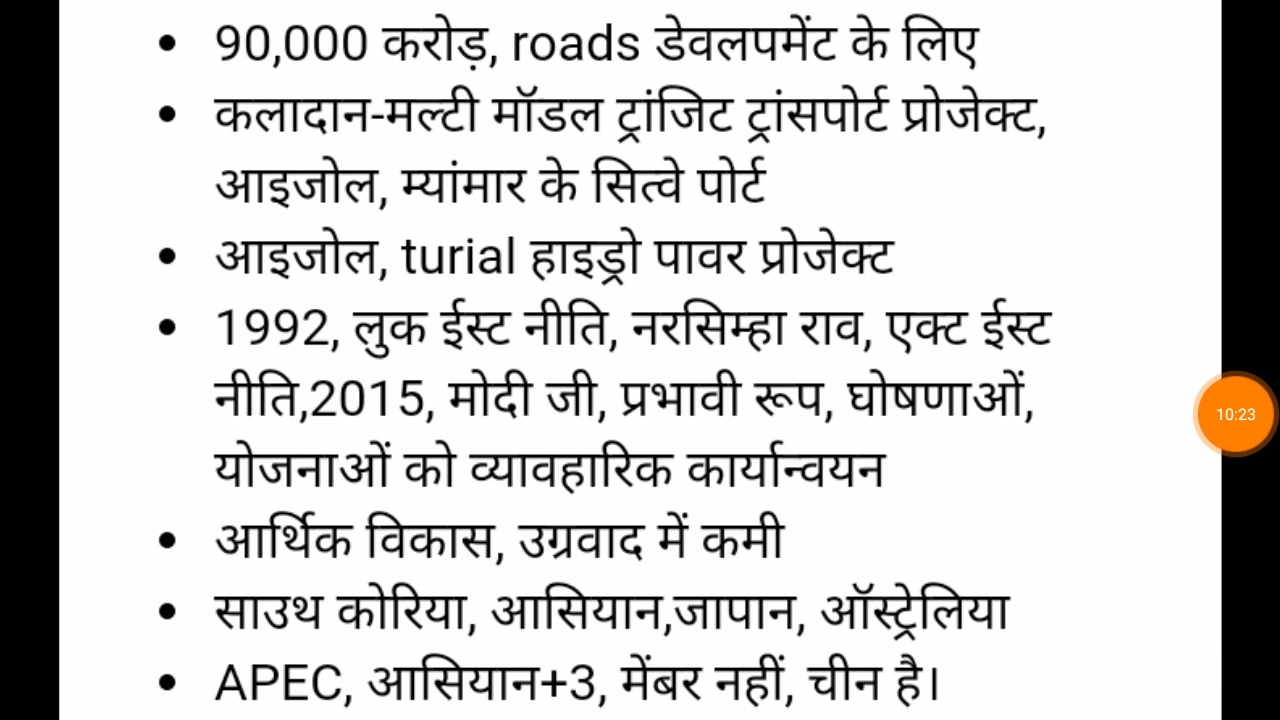 • 90,000 करोड़, roads डेवलपमेंट के लिए
• कलादान-मल्टी मॉडल ट्रांजिट ट्रांसपोर्ट प्रोजेक्ट,
आइजोल, म्यांमार के सित्वे पोर्ट
• आइजोल, turial हाइड्रो पावर प्रोजेक्ट
• 1992, लुक ईस्ट नीति, नरसिम्हा राव, एक्ट ईस्ट
नीति,2015, मोदी जी, प्रभावी रूप, घोषणाओं,
योजनाओं को व्यावहारिक कार्यान्वयन
• आर्थिक विकास, उग्रवाद में कमी
• साउथ कोरिया, आसियान,जापान, ऑस्ट्रेलिया
• APEC, आसियान+3, मेंबर नहीं, चीन है।
10:23